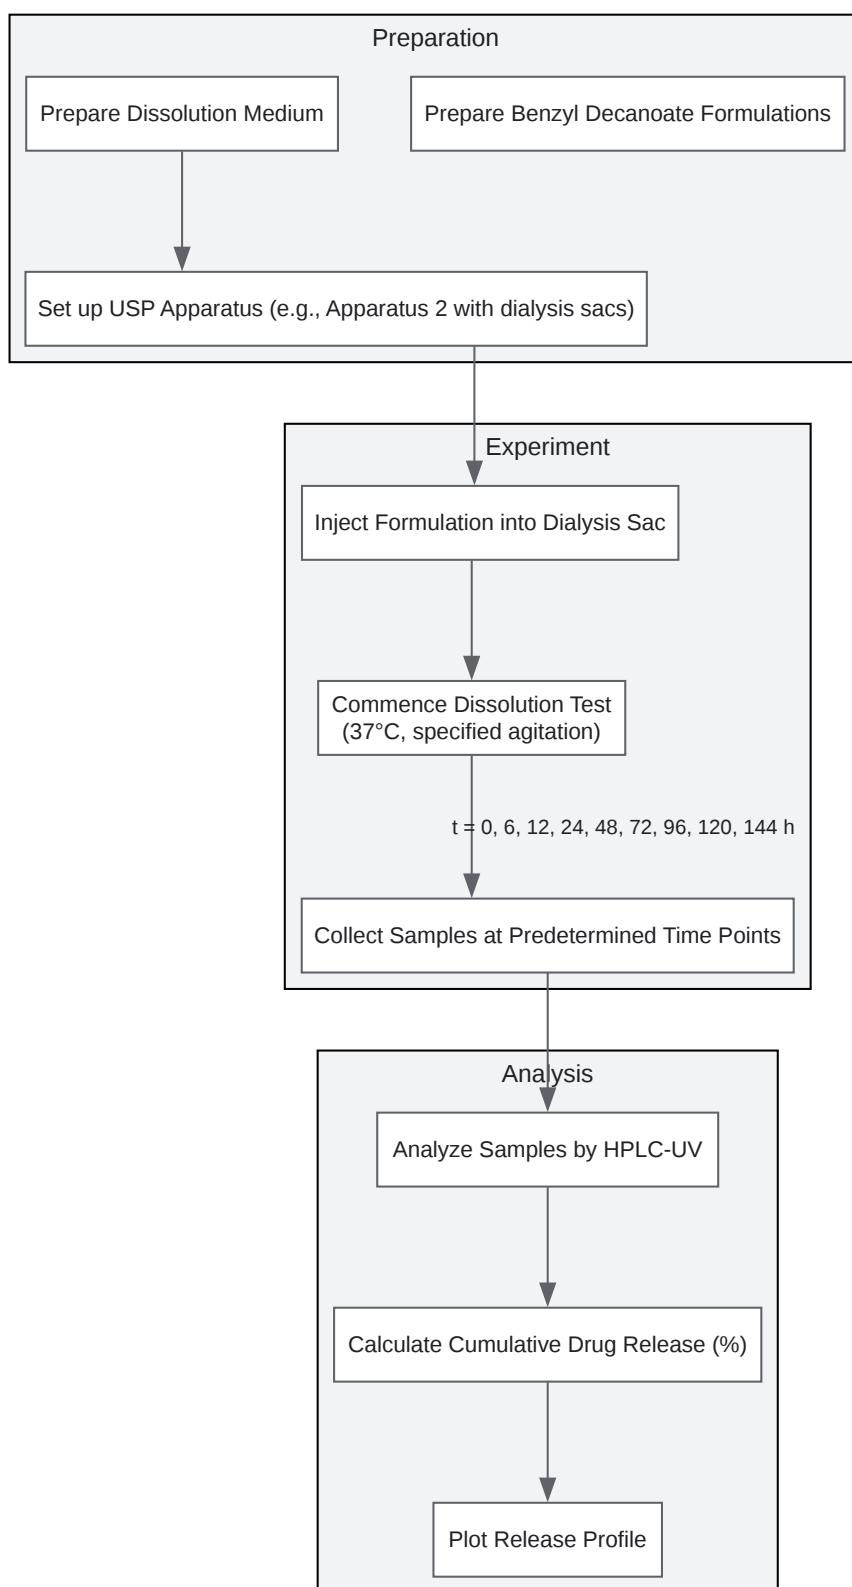 Preparation
Prepare Dissolution Medium
Prepare Benzyl Decanoate Formulations
Set up USP Apparatus (e.g., Apparatus 2 with dialysis sacs)
Experiment
Inject Formulation into Dialysis Sac
Commence Dissolution Test
(37°C, specified agitation)
t = 0, 6, 12, 24, 48, 72, 96, 120, 144 h
Collect Samples at Predetermined Time Points
Analysis
Analyze Samples by HPLC-UV
Calculate Cumulative Drug Release (%)
Plot Release Profile